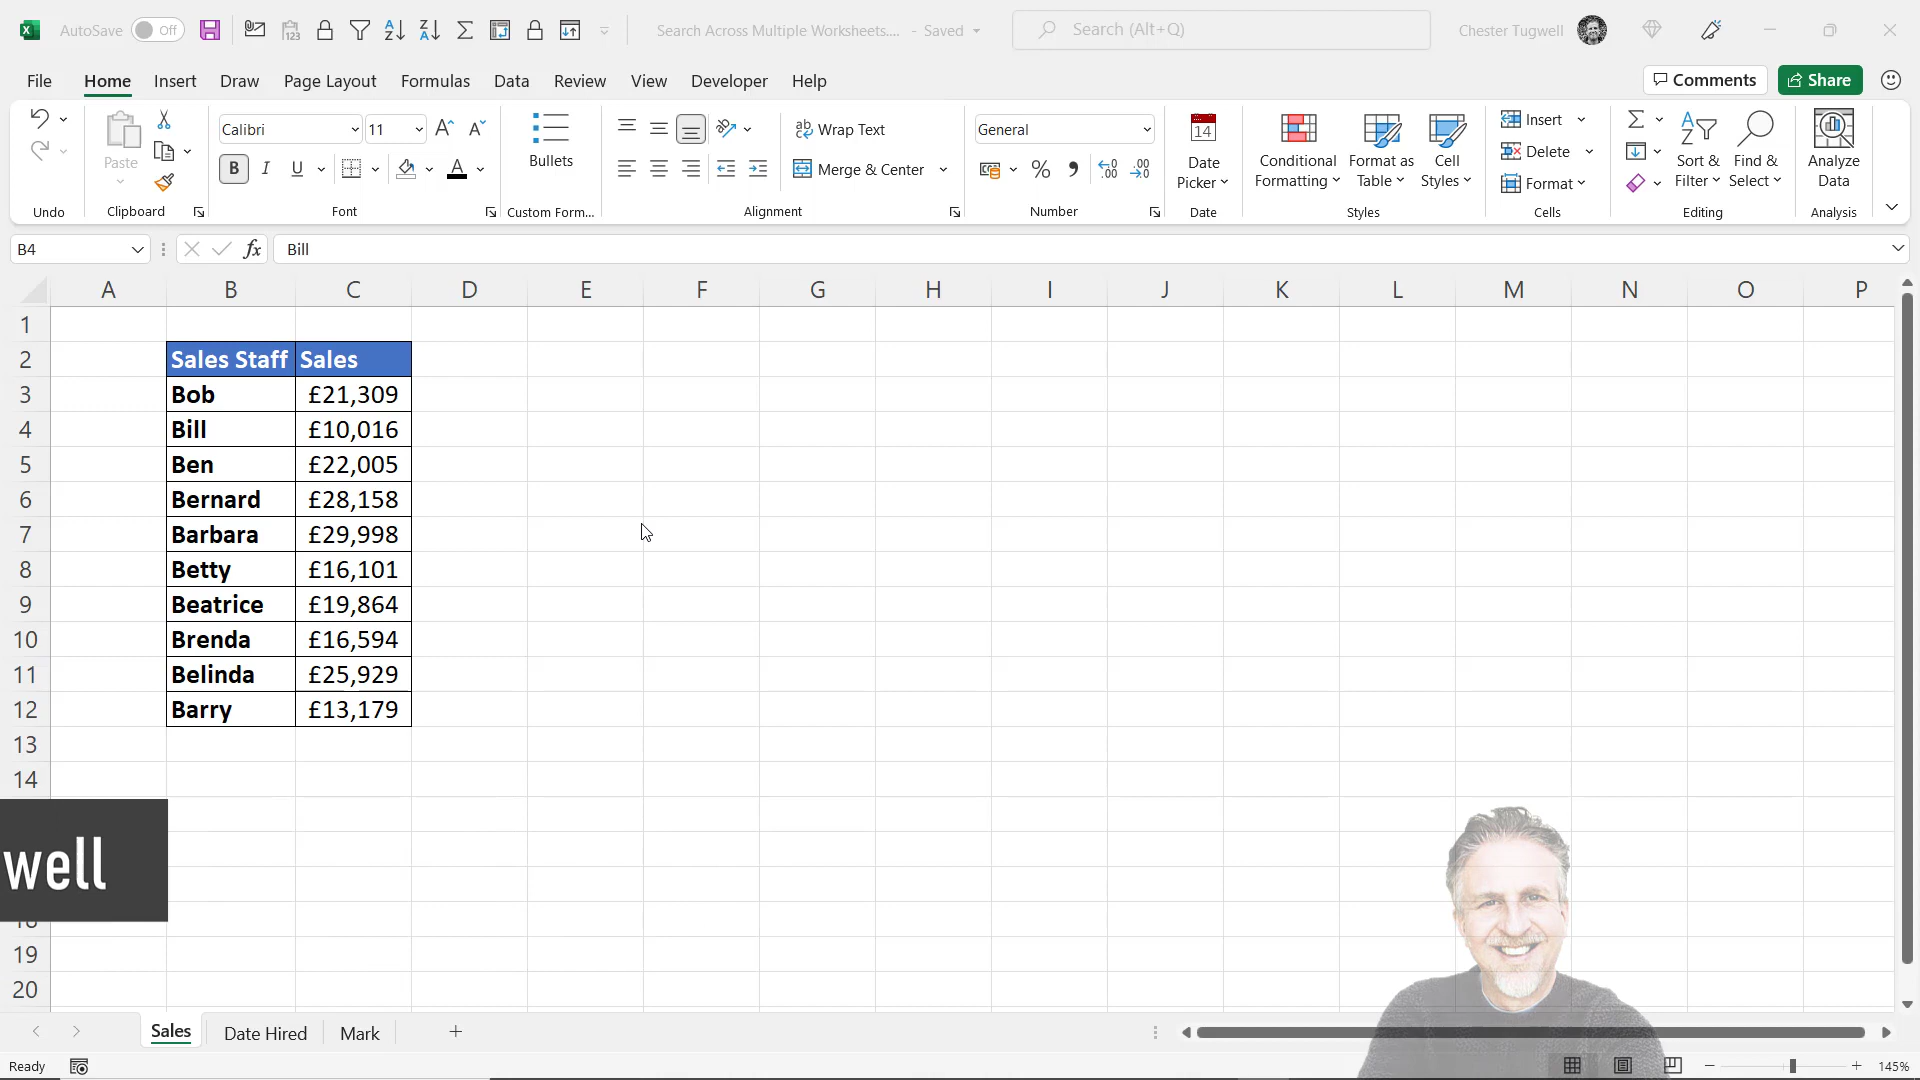 AutoSave Off Search Across Multiple Worksheets.... - Saved Search (Alt+Q) Chester Tugwell
File Home Insert Draw Page Layout Formulas Data Review View Developer Help Comments Share
Paste Calibri 11 Bullets Wrap Text General 14 Date Picker Conditional Formatting Format as Table Cell Styles Insert Sort & Filter Find & Select Analyze Data
B I U Merge & Center % Delete
Format
Undo Clipboard Font Custom Form... Alignment Number Date Styles Cells Editing Analysis
B4 fx Bill
A B C D E F G H I J K L M N O P
1
2 Sales Staff Sales
3 Bob £21,309
4 Bill £10,016
5 Ben £22,005
6 Bernard £28,158
7 Barbara £29,998
8 Betty £16,101
9 Beatrice £19,864
10 Brenda £16,594
11 Belinda £25,929
12 Barry £13,179
13
14
well
19
20
Sales Date Hired Mark
Ready 145%